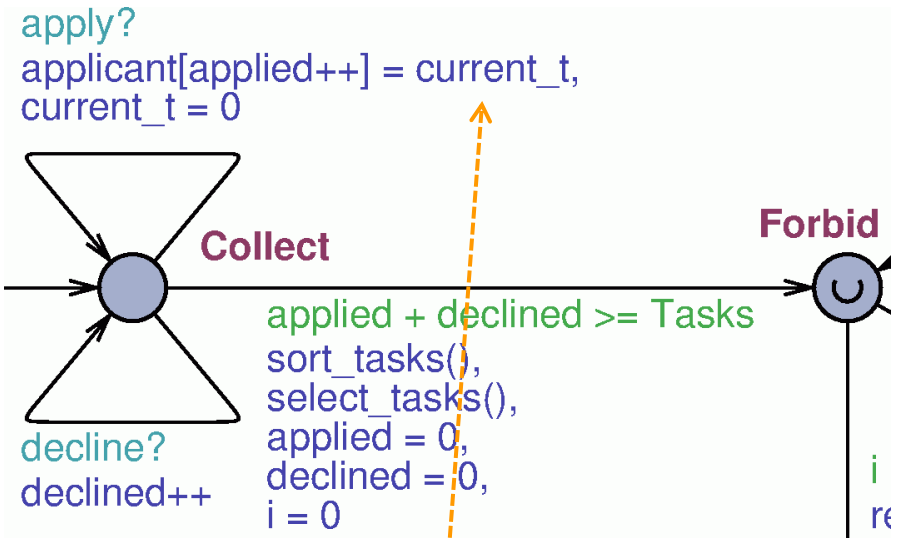 apply?
applicant[applied++] = current_t,
current_t = 0
Collect
Forbid
applied + declined >= Tasks
sort_tasks(),
select_tasks(),
applied = 0,
declined = 0,
i = 0
decline?
declined++
i
re